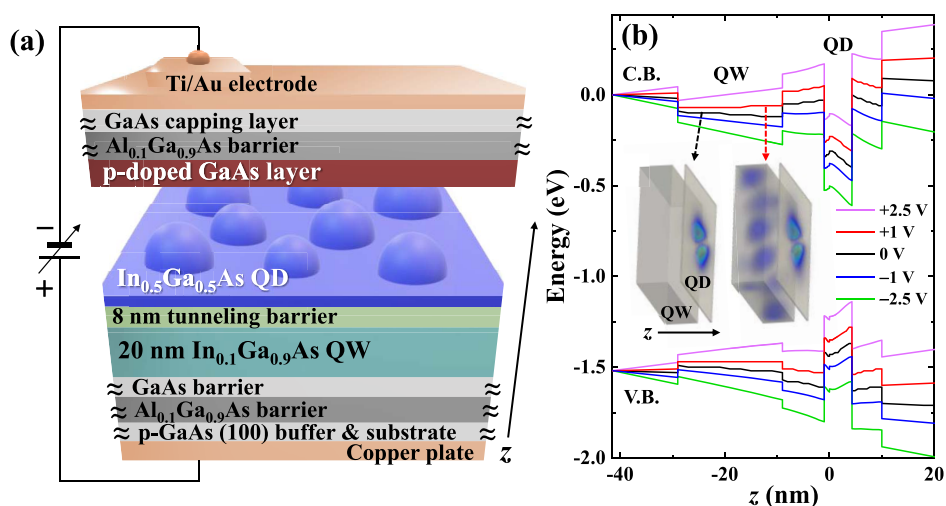 (a)
Ti/Au electrode
≈ GaAs capping layer ≈
≈ Al0.1Ga0.9As barrier ≈
p-doped GaAs layer
In0.5Ga0.5As QD
8 nm tunneling barrier
20 nm In0.1Ga0.9As QW
≈ GaAs barrier ≈
≈ Al0.1Ga0.9As barrier ≈
≈ p-GaAs (100) buffer & substrate ≈
Copper plate
−
+
z
(b)
QD
C.B.
QW
QD
QW
z
+2.5 V
+1 V
0 V
−1 V
−2.5 V
V.B.
Energy (eV)
0.0
-0.5
-1.0
-1.5
-2.0
-40
-20
0
20
z (nm)